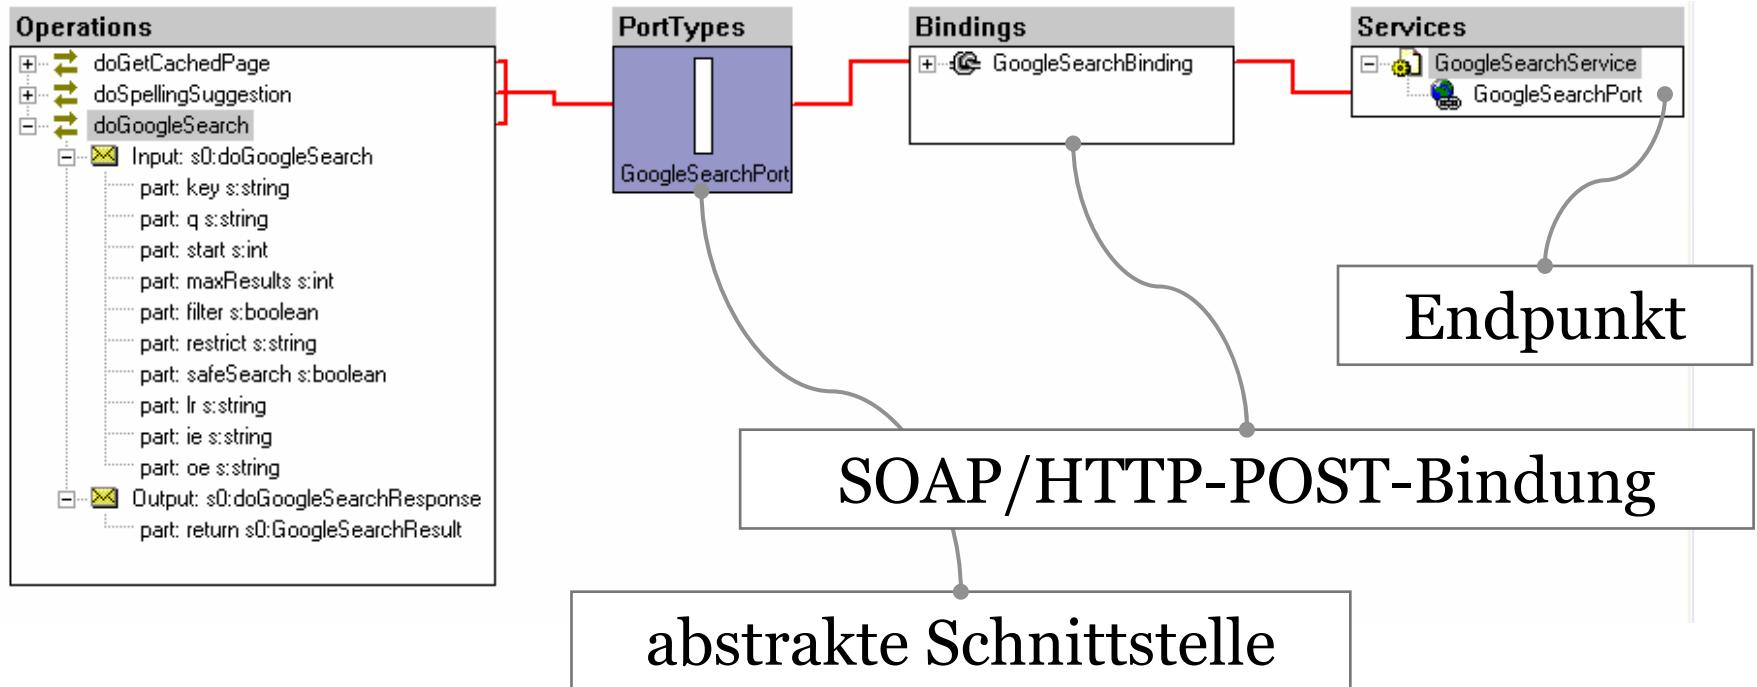 Operations
doGetCachedPage
doSpellingSuggestion
doGoogleSearch
Input: s0:doGoogleSearch
part: key s:string
part: q s:string
part: start s:int
part: maxResults s:int
part: filter s:boolean
part: restrict s:string
part: safeSearch s:boolean
part: lr s:string
part: ie s:string
part: oe s:string
Output: s0:doGoogleSearchResponse
part: return s0:GoogleSearchResult
PortTypes
GoogleSearchPort
Bindings
GoogleSearchBinding
Services
GoogleSearchService
GoogleSearchPort
Endpunkt
SOAP/HTTP-POST-Bindung
abstrakte Schnittstelle